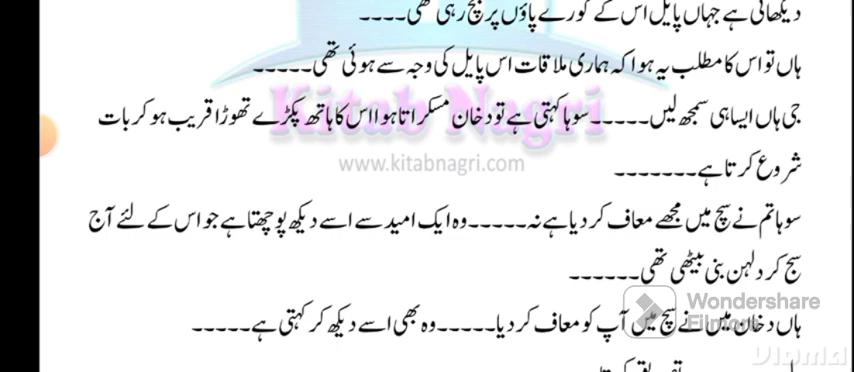 دیکھاتی ہے جہاں پایل اس کے گورے پاؤں پر جچ رہی تھی۔۔۔۔
ہاں تو اس کا مطلب یہ ہوا کہ ہماری ملاقات اس پایل کی وجہ سے ہوئی تھی۔۔۔۔۔
جی ہاں ایسا ہی سمجھ لیں۔۔۔۔۔سوہا کہتی ہے تو دخان مسکراتا ہوا اس کا ہاتھ پکڑے تھوڑا قریب ہو کر بات
Kitab Nagri
شروع کرتا ہے۔۔۔۔۔۔۔
www.kitabnagri.com
سوہا تم نے سچ میں مجھے معاف کر دیا ہے نہ۔۔۔۔۔وہ ایک امید سے اسے دیکھ پوچھتا ہے جو اس کے لئے آج
سج کر دلہن بنی بیٹھی تھی۔۔۔۔۔۔
Wondershare
Filmora
ہاں دخان میں نے سچ میں آپ کو معاف کر دیا۔۔۔۔۔وہ بھی اسے دیکھ کر کہتی ہے۔۔۔۔۔